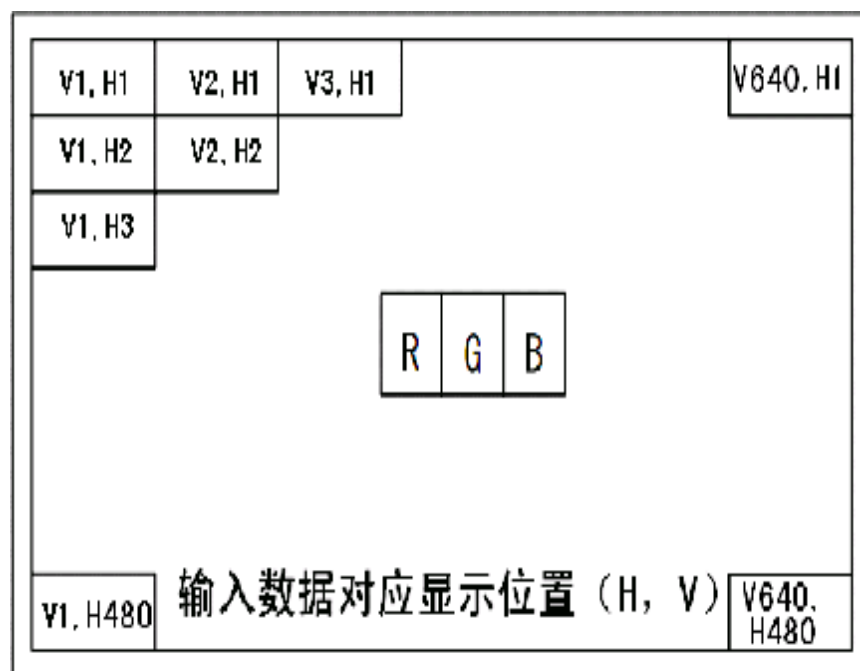 V1, H1 V2, H1 V3, H1 V640, H1
V1, H2 V2, H2
V1, H3
R G B
输入数据对应显示位置（H, V）
V1, H480 V640,
H480